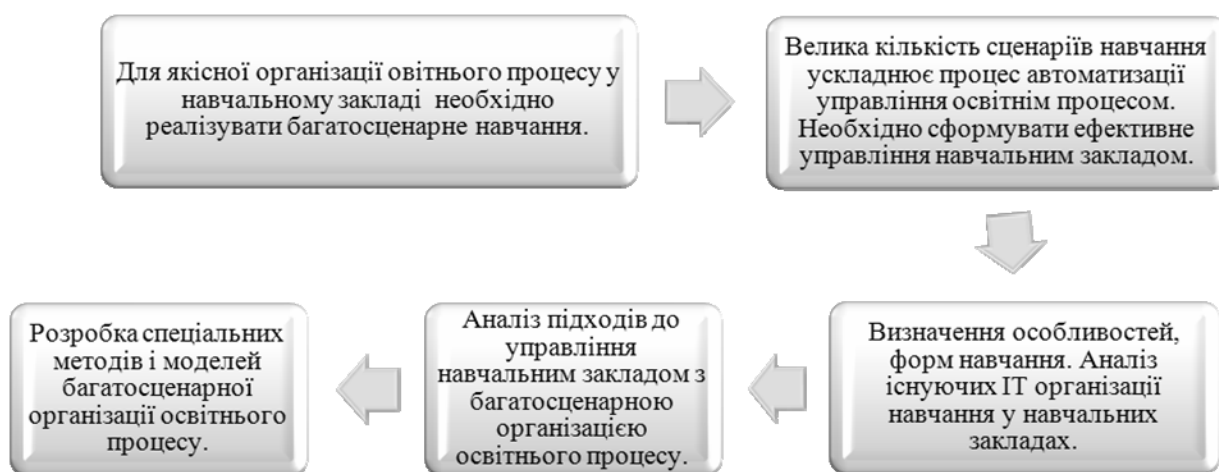 Для якісної організації овітнього процесу у
навчальному закладі необхідно
реалізувати багатосценарне навчання.
Велика кількість сценаріїв навчання
ускладнює процес автоматизації
управління освітнім процесом.
Необхідно сформувати ефективне
управління навчальним закладом.
Визначення особливостей,
форм навчання. Аналіз
існуючих ІТ організації
навчання у навчальних
закладах.
Аналіз підходів до
управління
навчальним закладом з
багатосценарною
організацією
освітнього процесу.
Розробка спеціальних
методів і моделей
багатосценарної
організації освітнього
процесу.